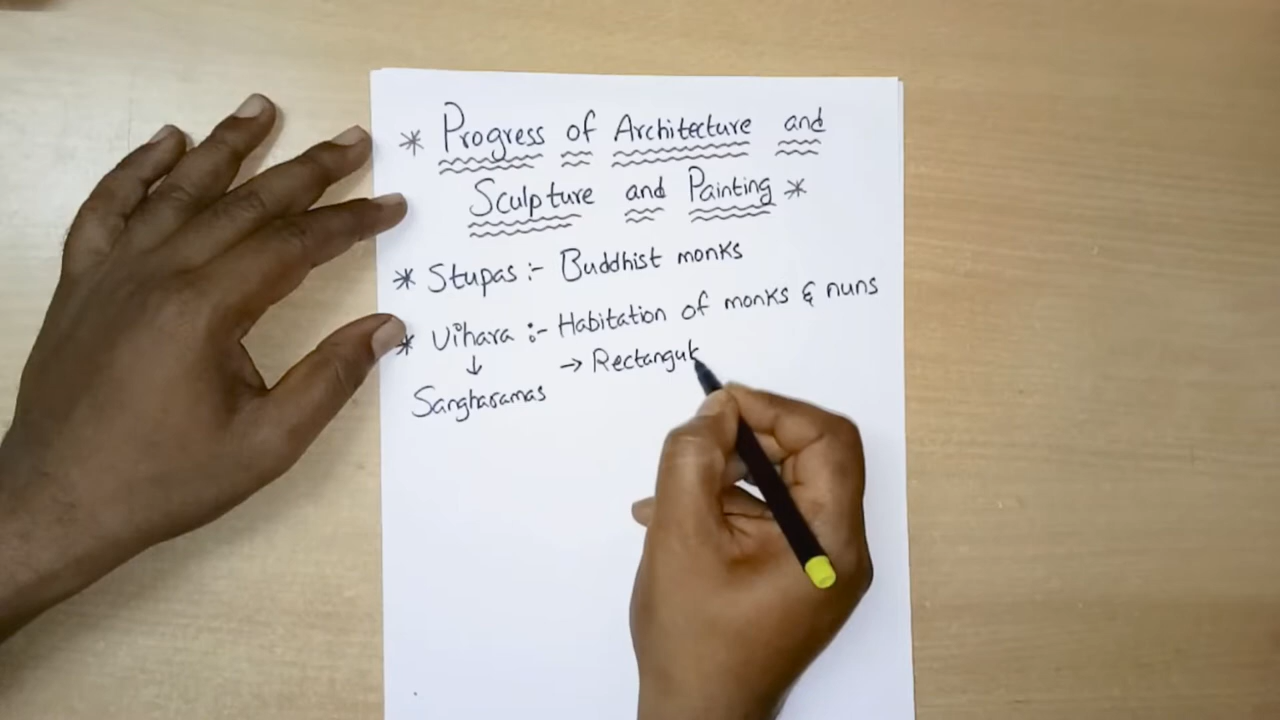 * Progress of Architecture and
Sculpture and Painting *
* Stupas :- Buddhist monks
* Vihara :- Habitation of monks & nuns
↓ → Rectangul
Sangharamas